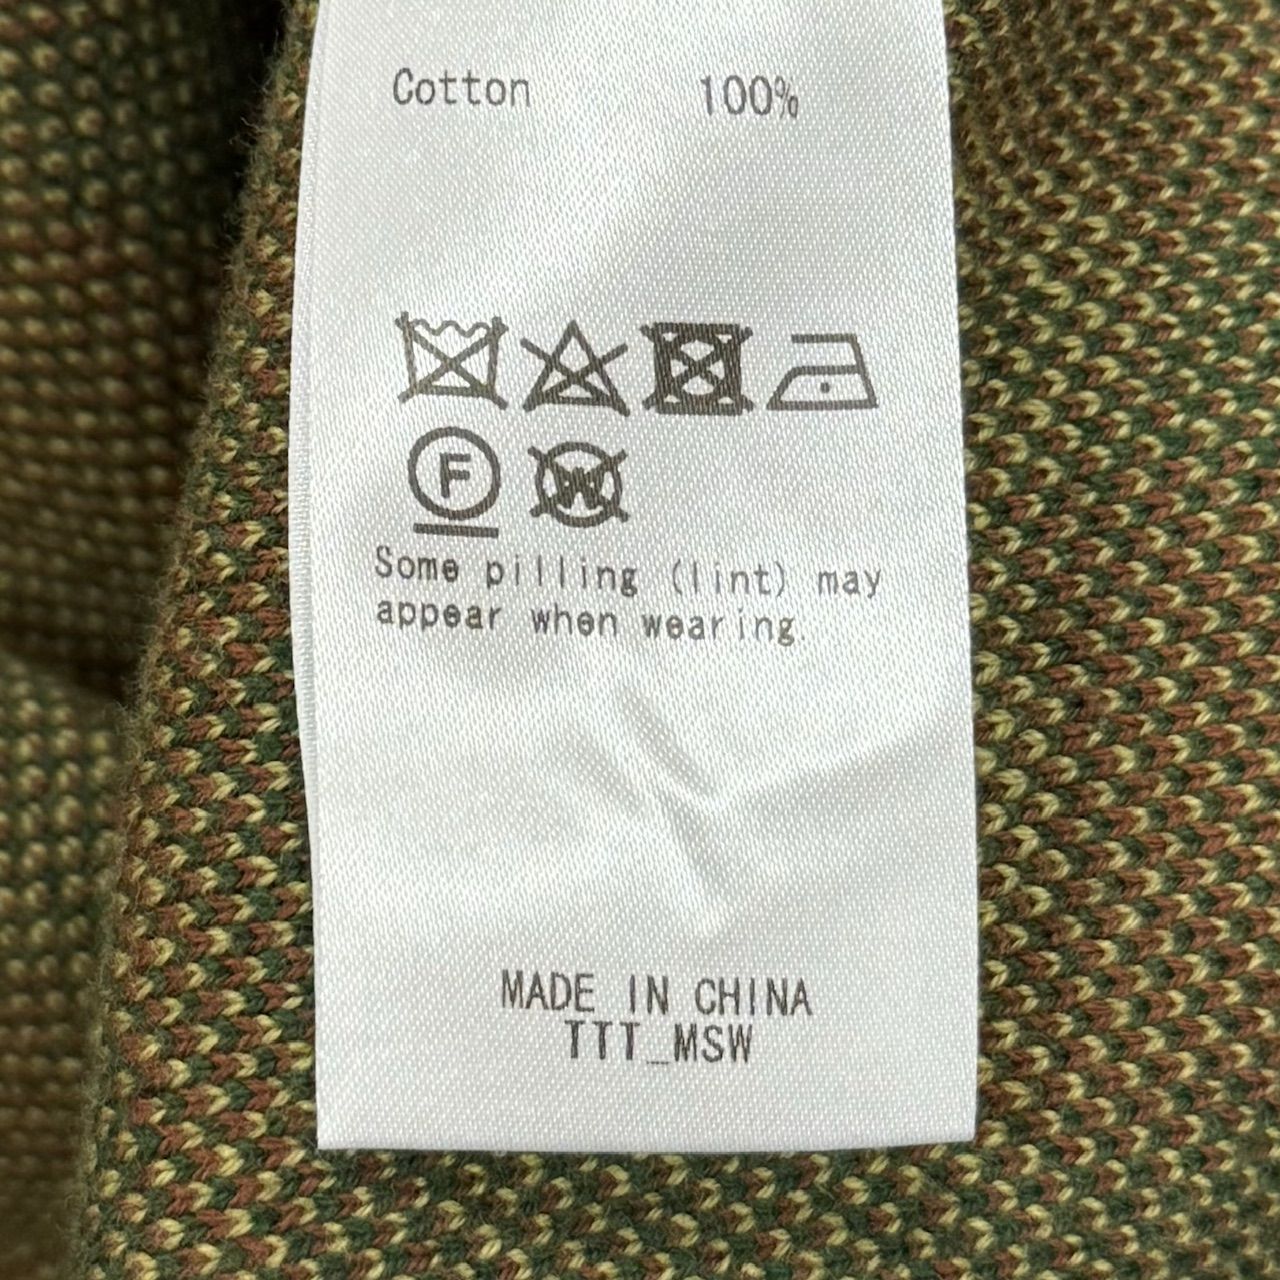 Cotton 100%
F W
Some pilling (lint) may
appear when wearing.
MADE IN CHINA
TTT_MSW